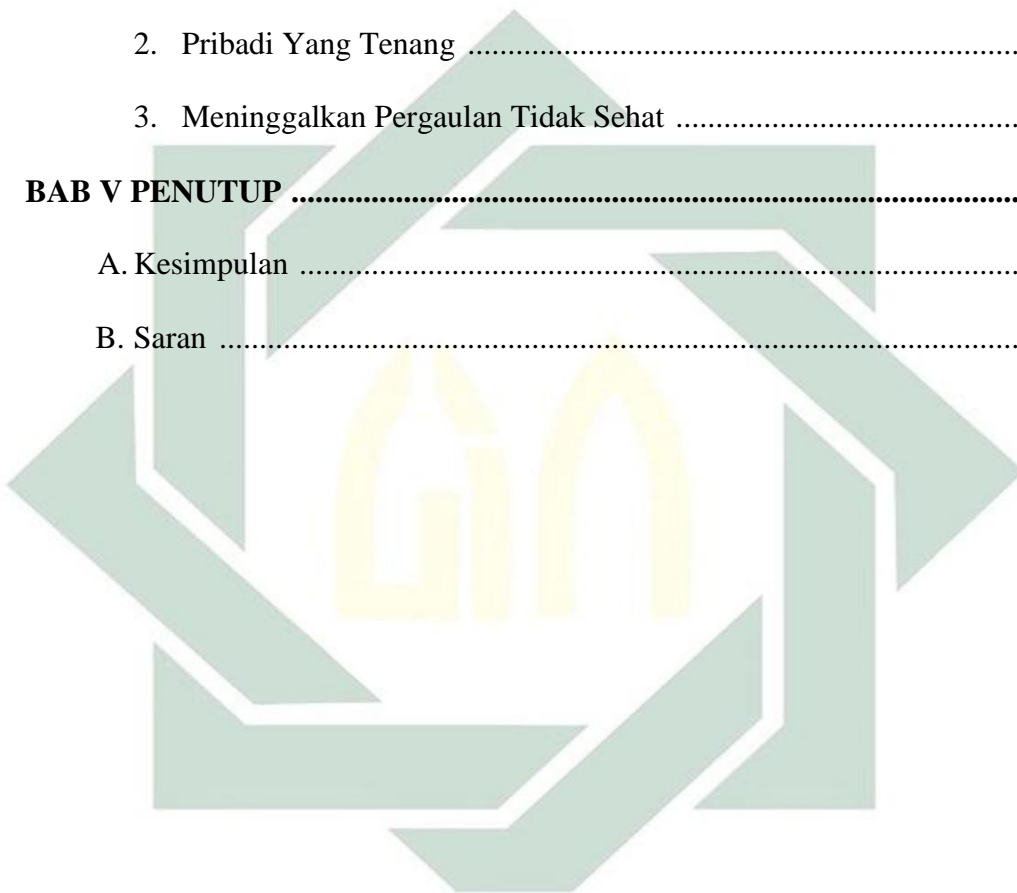 2. Pribadi Yang Tenang ......................................................................
3. Meninggalkan Pergaulan Tidak Sehat ............................................
BAB V PENUTUP ...........................................................................................
A. Kesimpulan ...........................................................................................
B. Saran .....................................................................................................